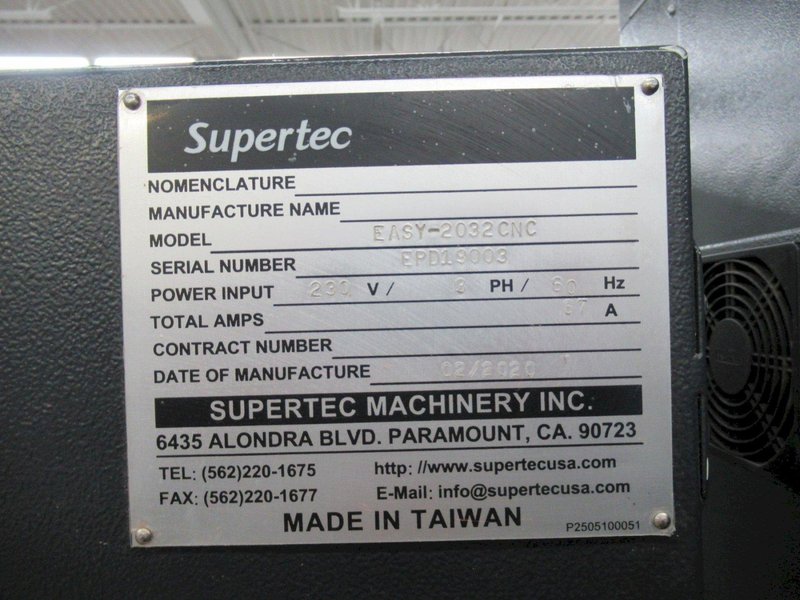 Supertec
NOMENCLATURE
MANUFACTURE NAME
MODEL EASY-2032CNC
SERIAL NUMBER EPD19003
POWER INPUT 230 V / 3 PH / 60 Hz
TOTAL AMPS 37 A
CONTRACT NUMBER
DATE OF MANUFACTURE 02/2020
SUPERTEC MACHINERY INC.
6435 ALONDRA BLVD. PARAMOUNT, CA. 90723
TEL: (562)220-1675 http: //www.supertecusa.com
FAX: (562)220-1677 E-Mail: info@supertecusa.com
MADE IN TAIWAN P2505100051